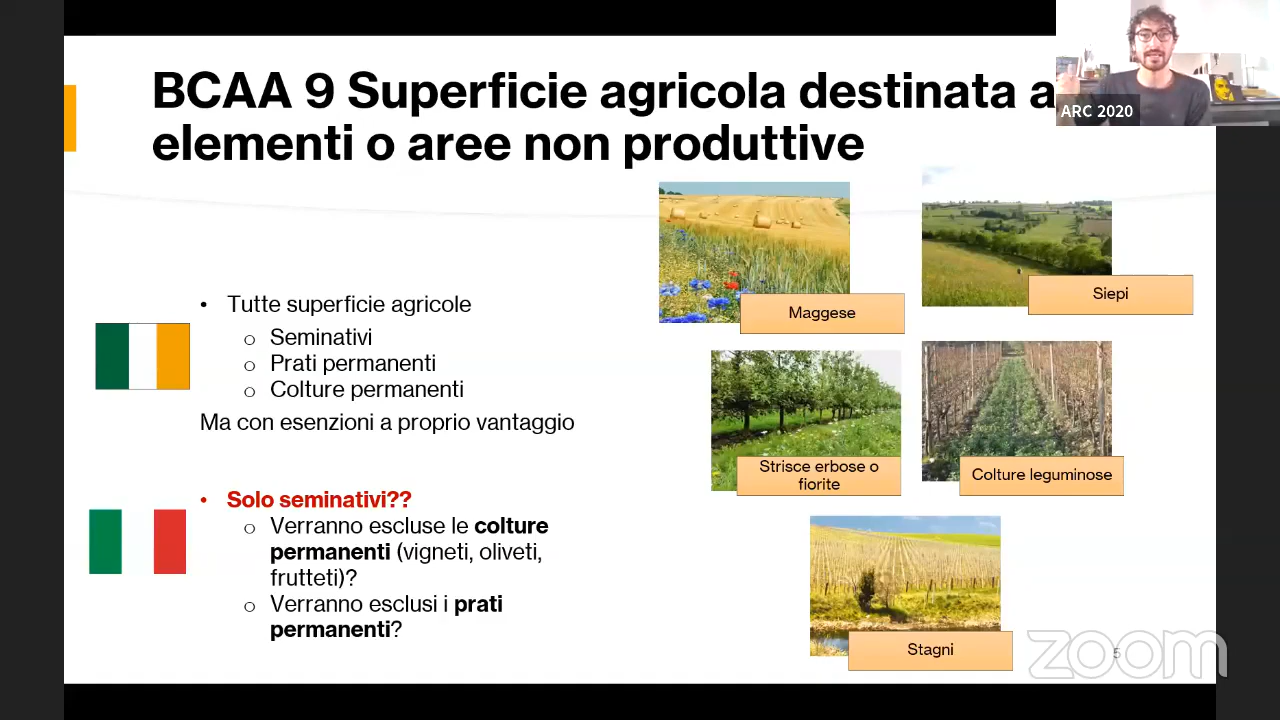 BCAA 9 Superficie agricola destinata a
elementi o aree non produttive
ARC 2020
• Tutte superficie agricole
o Seminativi
o Prati permanenti
o Colture permanenti
Ma con esenzioni a proprio vantaggio
• Solo seminativi??
o Verranno escluse le colture
permanenti (vigneti, oliveti,
frutteti)?
o Verranno esclusi i prati
permanenti?
Maggese
Siepi
Strisce erbose o
fiorite
Colture leguminose
Stagni
5
zoom